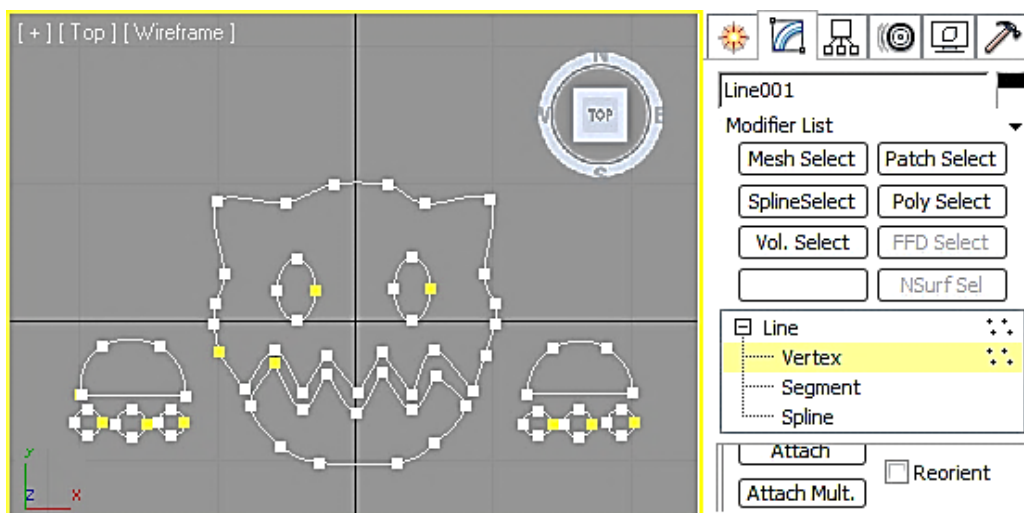 [ + ] [ Top ] [ Wireframe ]
N
TOP
E
S
y
z
x
Line001
Modifier List
Mesh Select
Patch Select
SplineSelect
Poly Select
Vol. Select
FFD Select
NSurf Sel
Line
Vertex
Segment
Spline
Attach
Reorient
Attach Mult.